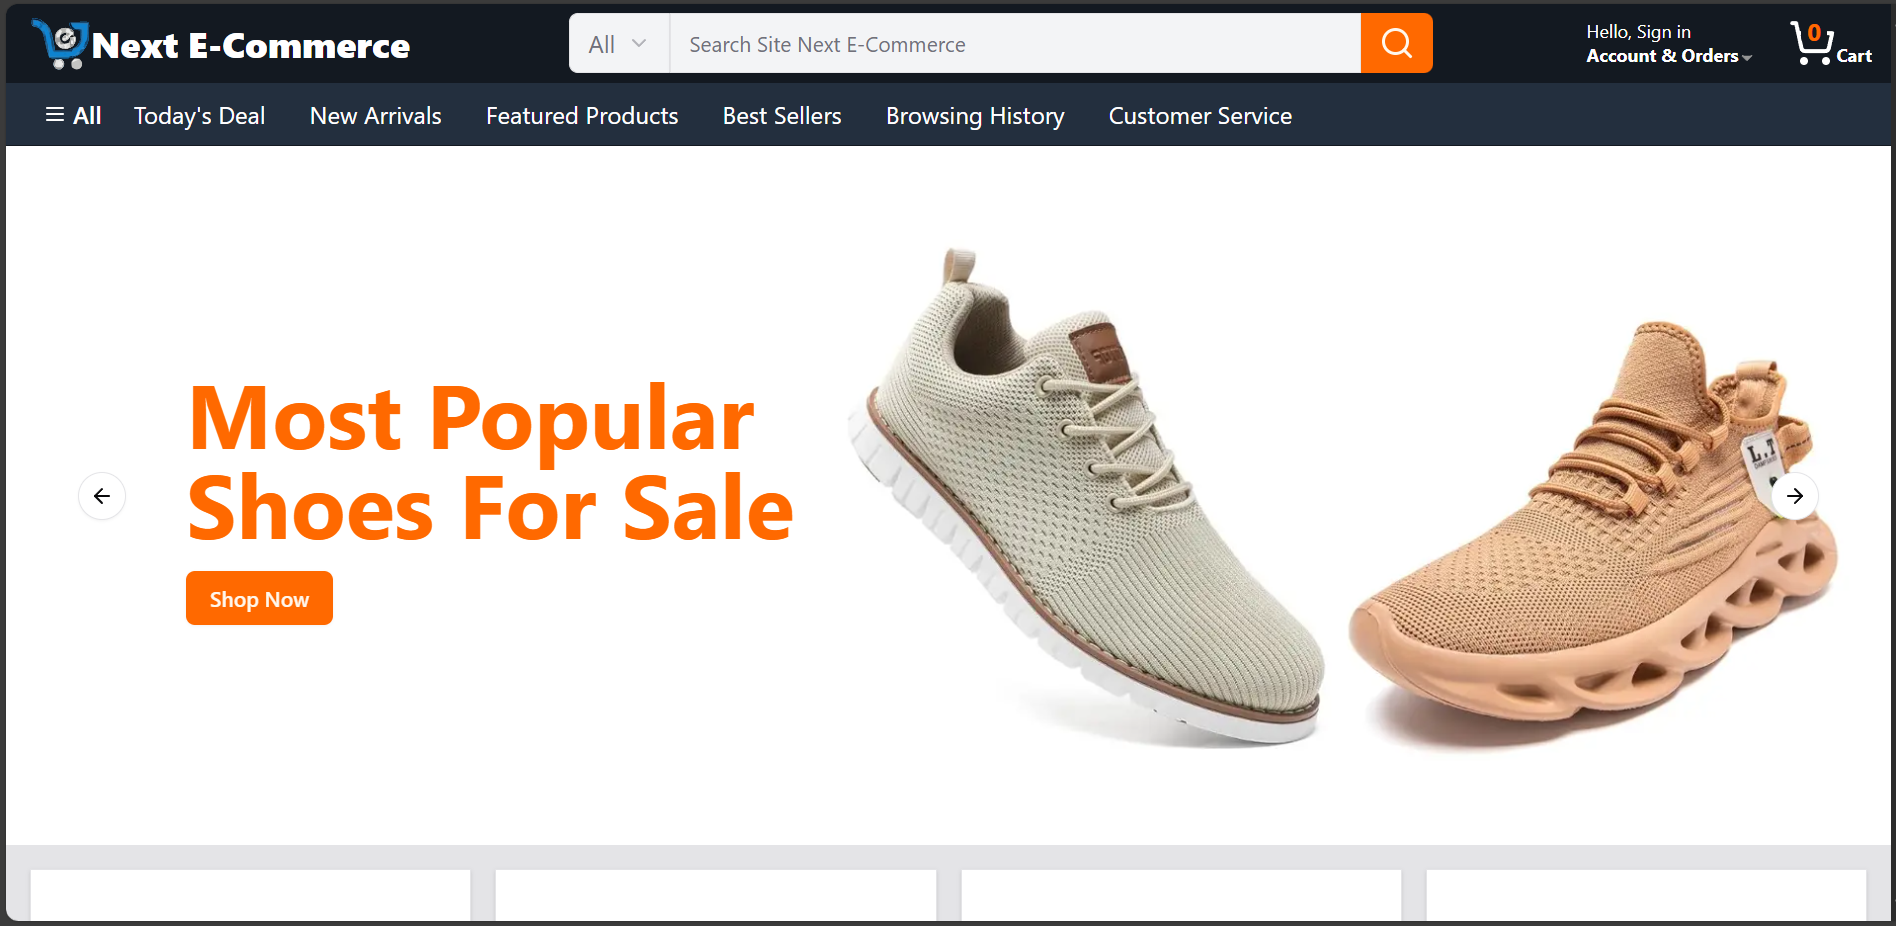 Next E-Commerce
All
Search Site Next E-Commerce
Hello, Sign in
Account & Orders
0
Cart
All
Today's Deal
New Arrivals
Featured Products
Best Sellers
Browsing History
Customer Service
Most Popular
Shoes For Sale
Shop Now
L.T